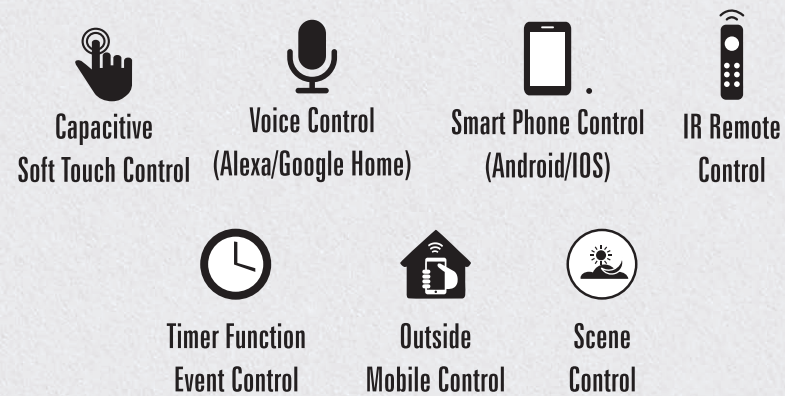 Capacitive
Soft Touch Control
Voice Control
(Alexa/Google Home)
Smart Phone Control
(Android/IOS)
IR Remote
Control
Timer Function
Event Control
Outside
Mobile Control
Scene
Control